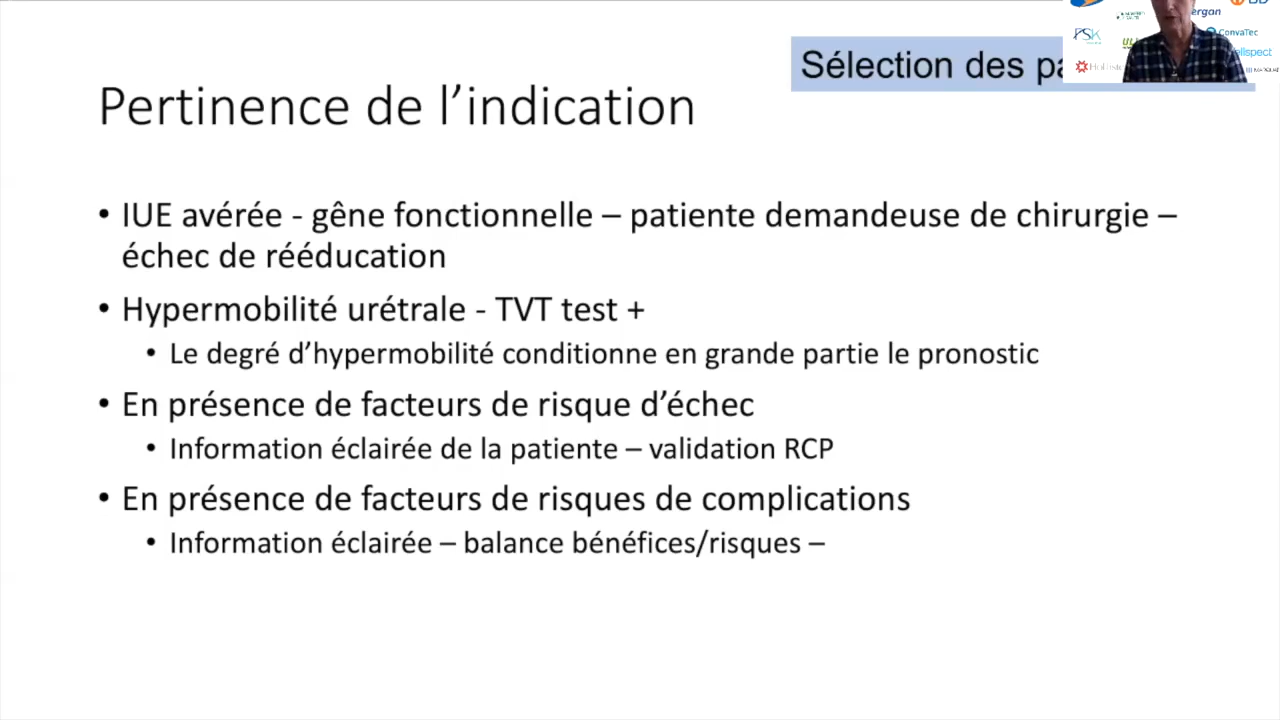 Sélection des
Pertinence de l’indication
• IUE avérée - gêne fonctionnelle – patiente demandeuse de chirurgie –
échec de rééducation
• Hypermobilité urétrale - TVT test +
• Le degré d’hypermobilité conditionne en grande partie le pronostic
• En présence de facteurs de risque d’échec
• Information éclairée de la patiente – validation RCP
• En présence de facteurs de risques de complications
• Information éclairée – balance bénéfices/risques –
ConvaTec